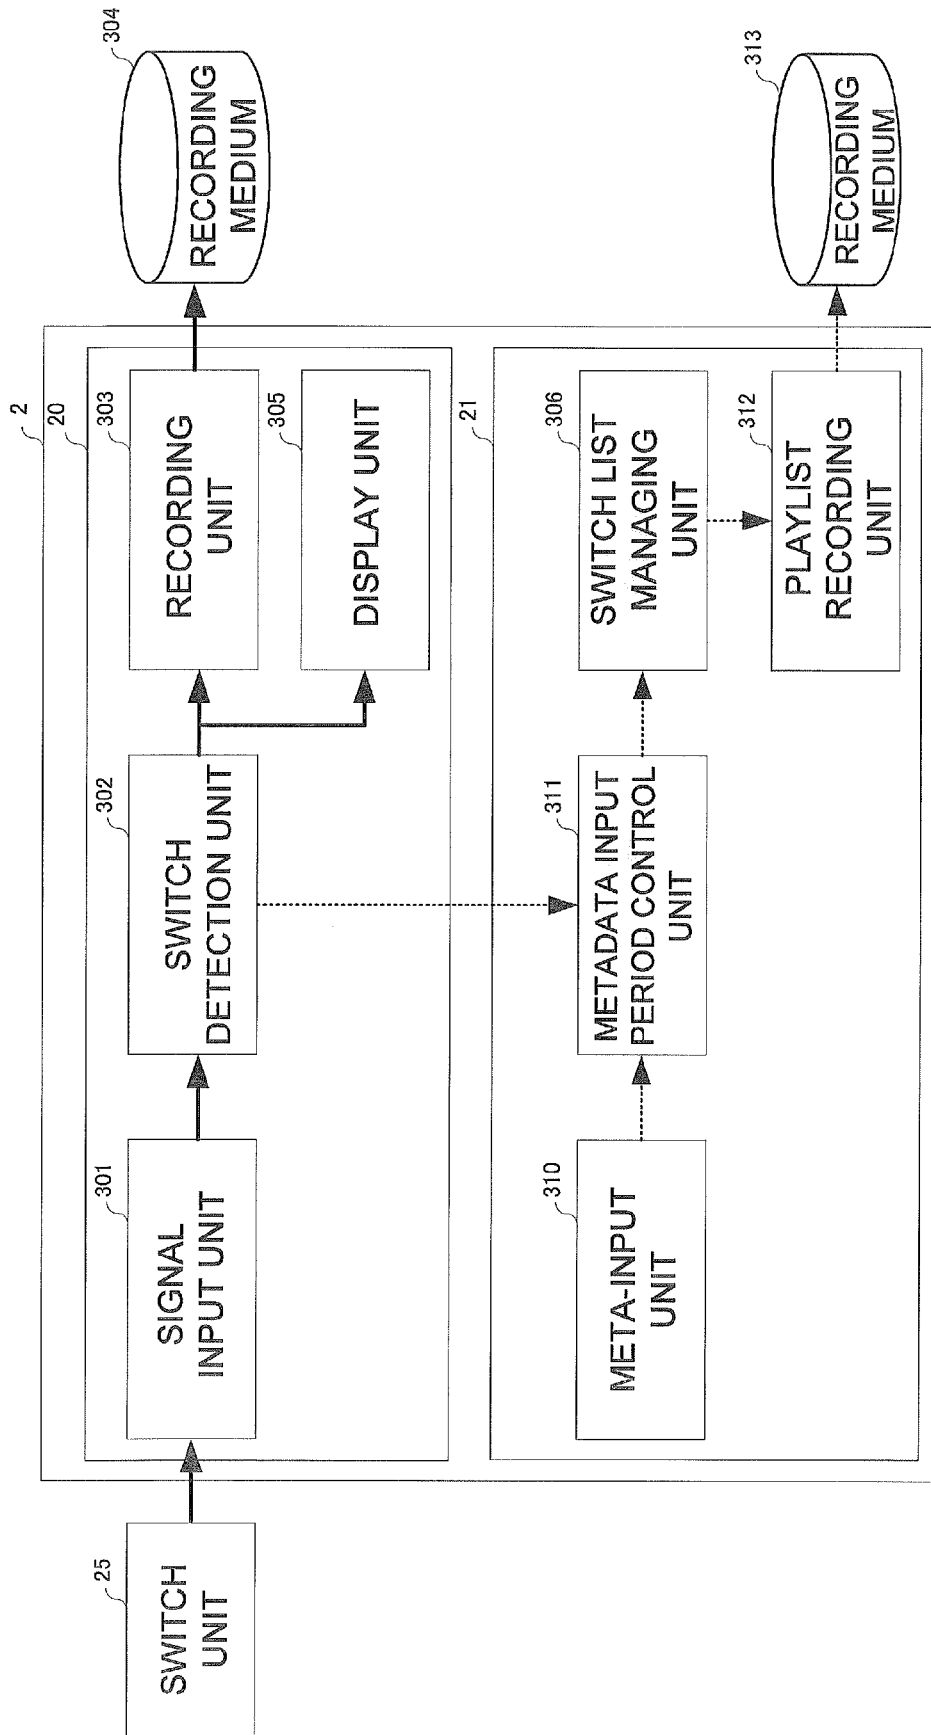 25
SWITCH
UNIT
2
20
301
SIGNAL
INPUT UNIT
302
SWITCH
DETECTION UNIT
303
RECORDING
UNIT
304
RECORDING
MEDIUM
305
DISPLAY UNIT
21
310
META-INPUT
UNIT
311
METADATA INPUT
PERIOD CONTROL
UNIT
306
SWITCH LIST
MANAGING
UNIT
312
PLAYLIST
RECORDING
UNIT
313
RECORDING
MEDIUM